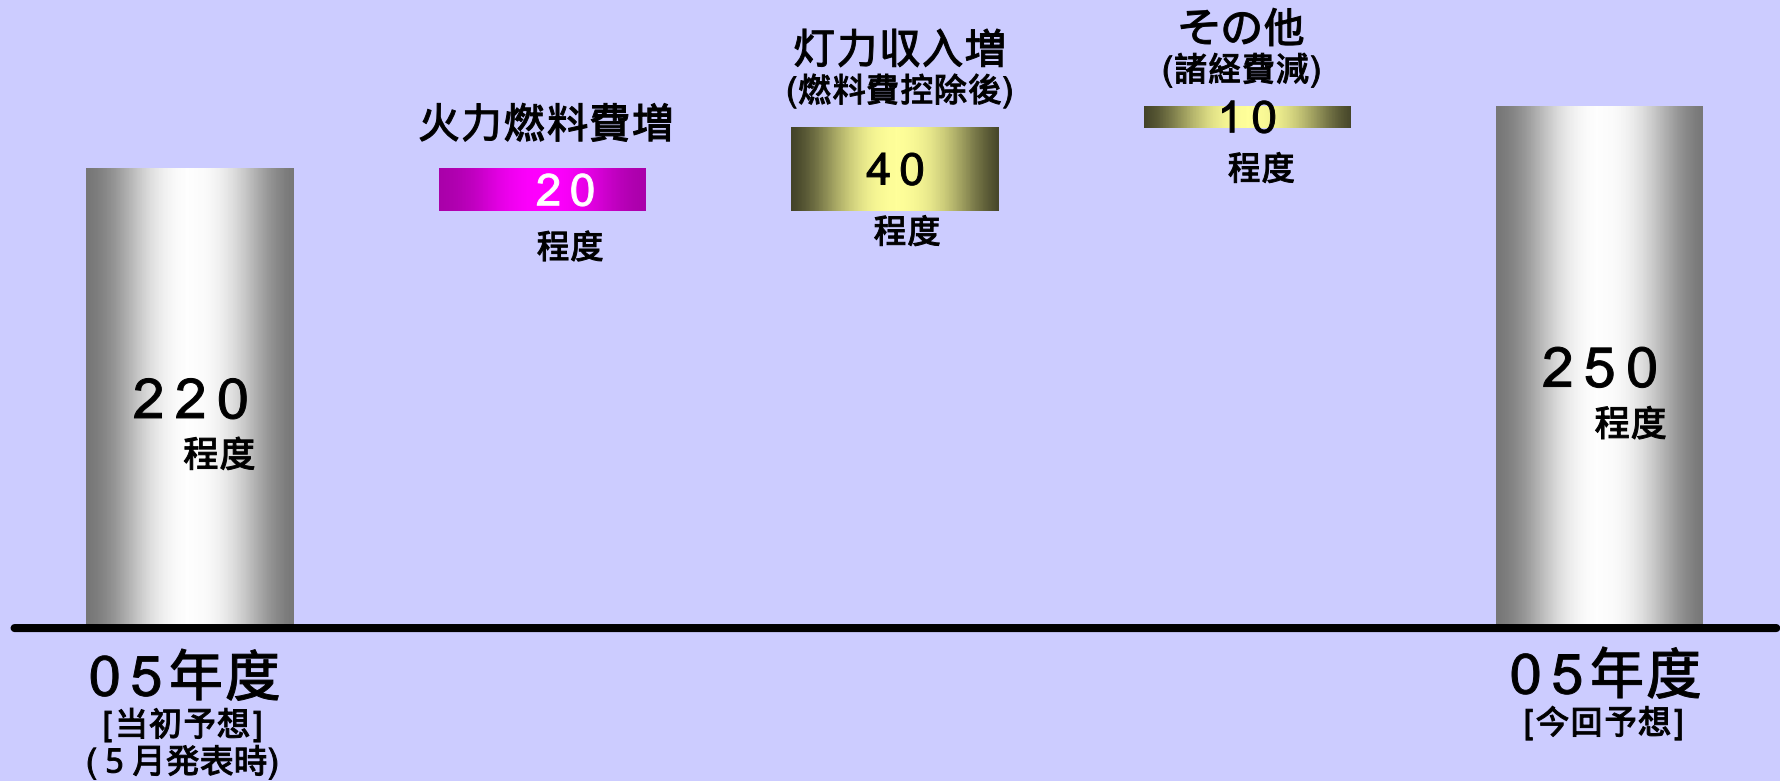 火力燃料費増
20
程度
灯力収入増
(燃料費控除後)
40
程度
その他
(諸経費減)
10
程度
220
程度
250
程度
05年度
[当初予想]
(5月発表時)
05年度
[今回予想]